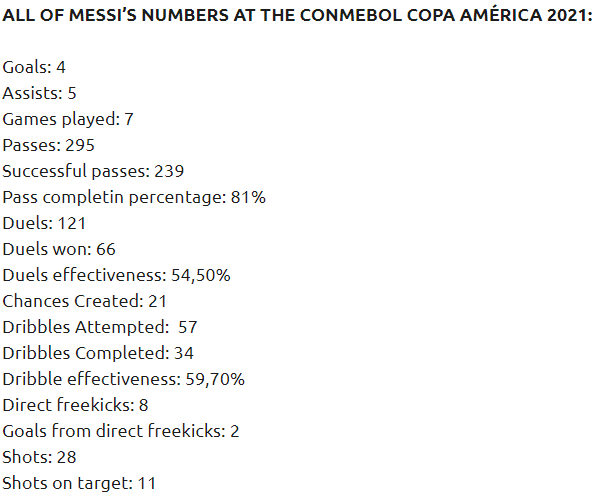 ALL OF MESSI’S NUMBERS AT THE CONMEBOL COPA AMÉRICA 2021:
Goals: 4
Assists: 5
Games played: 7
Passes: 295
Successful passes: 239
Pass completin percentage: 81%
Duels: 121
Duels won: 66
Duels effectiveness: 54,50%
Chances Created: 21
Dribbles Attempted:  57
Dribbles Completed: 34
Dribble effectiveness: 59,70%
Direct freekicks: 8
Goals from direct freekicks: 2
Shots: 28
Shots on target: 11